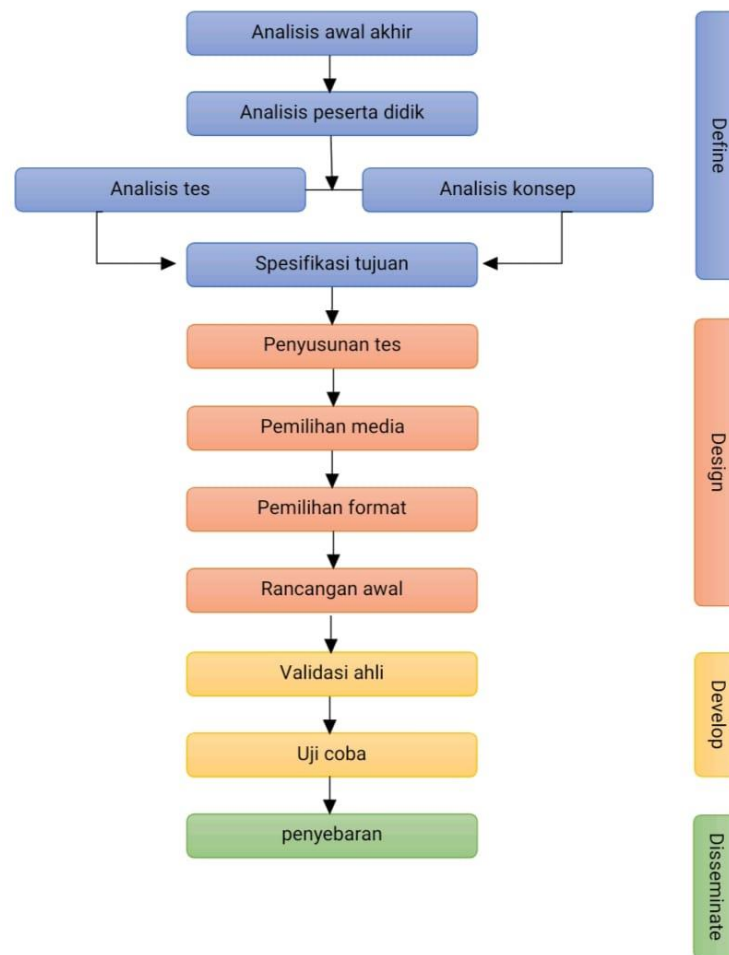 Analisis awal akhir
Analisis peserta didik
Analisis tes
Analisis konsep
Spesifikasi tujuan
Define
Penyusunan tes
Pemilihan media
Pemilihan format
Rancangan awal
Design
Validasi ahli
Uji coba
Develop
penyebaran
Disseminate